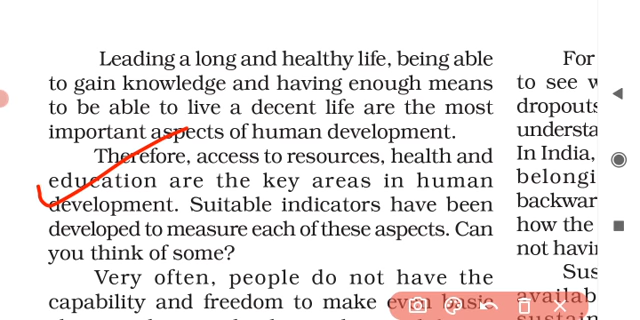 Leading a long and healthy life, being able
to gain knowledge and having enough means
to be able to live a decent life are the most
important aspects of human development.
Therefore, access to resources, health and
education are the key areas in human
development. Suitable indicators have been
developed to measure each of these aspects. Can
you think of some?
Very often, people do not have the
capability and freedom to make even basic
For
to see w
dropouts
understa
In India,
belongi
backwar
how the
not havin
Sus
availab
sustain